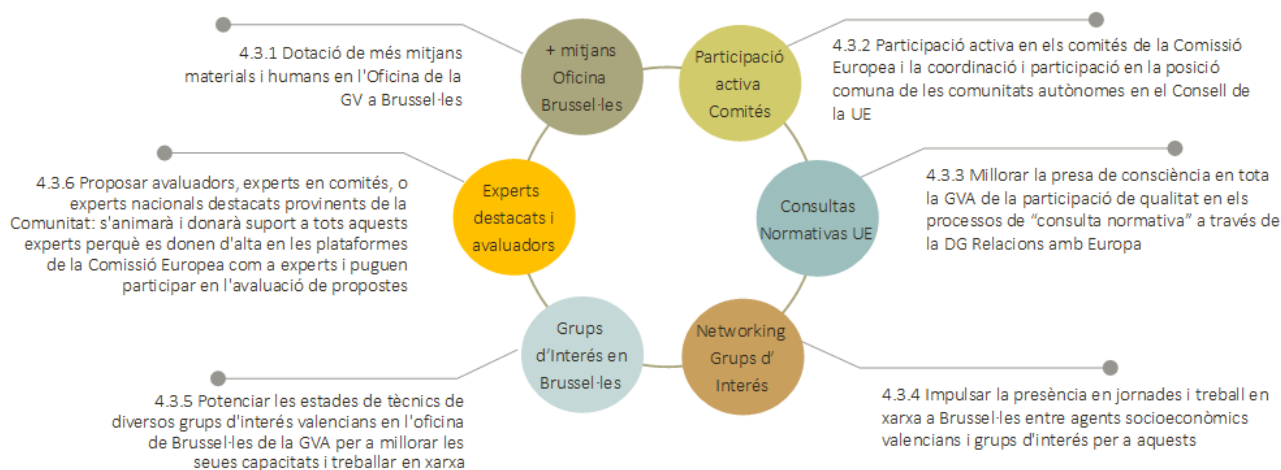 4.3.1 Dotació de més mitjans
materials i humans en l'Oficina de la
GV a Brussel·les
+ mitjans
Oficina
Brussel·les
Participació
activa
Comités
4.3.2 Participació activa en els comités de la Comissió
Europea i la coordinació i participació en la posició
comuna de les comunitats autònomes en el Consell de
la UE
4.3.6 Proposar avaluadors, experts en comités, o
experts nacionals destacats provinents de la
Comunitat: s'animarà i donarà suport a tots aquests
experts perquè es donen d'alta en les plataformes
de la Comissió Europea com a experts i puguen
participar en l'avaluació de propostes
Experts
destacats i
avaluadors
Consultas
Normativas UE
4.3.3 Millorar la presa de consciència en tota
la GVA de la participació de qualitat en els
processos de “consulta normativa” a través de
la DG Relacions amb Europa
Grups
d’Interés en
Brussel·les
Networking
Grups d’
Interés
4.3.5 Potenciar les estades de tècnics de
diversos grups d'interés valencians en l'oficina
de Brussel·les de la GVA per a millorar les
seues capacitats i treballar en xarxa
4.3.4 Impulsar la presència en jornades i treball en
xarxa a Brussel·les entre agents socioeconòmics
valencians i grups d'interés per a aquests